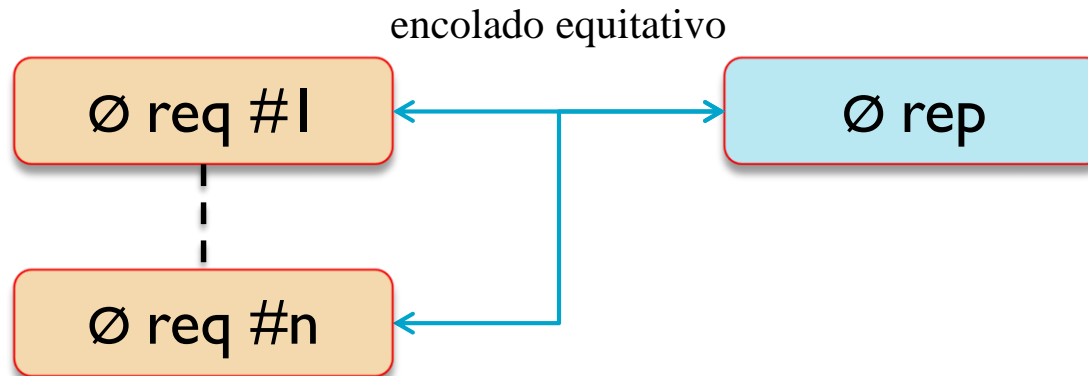 encolado equitativo
Ø req #1
Ø rep
Ø req #n